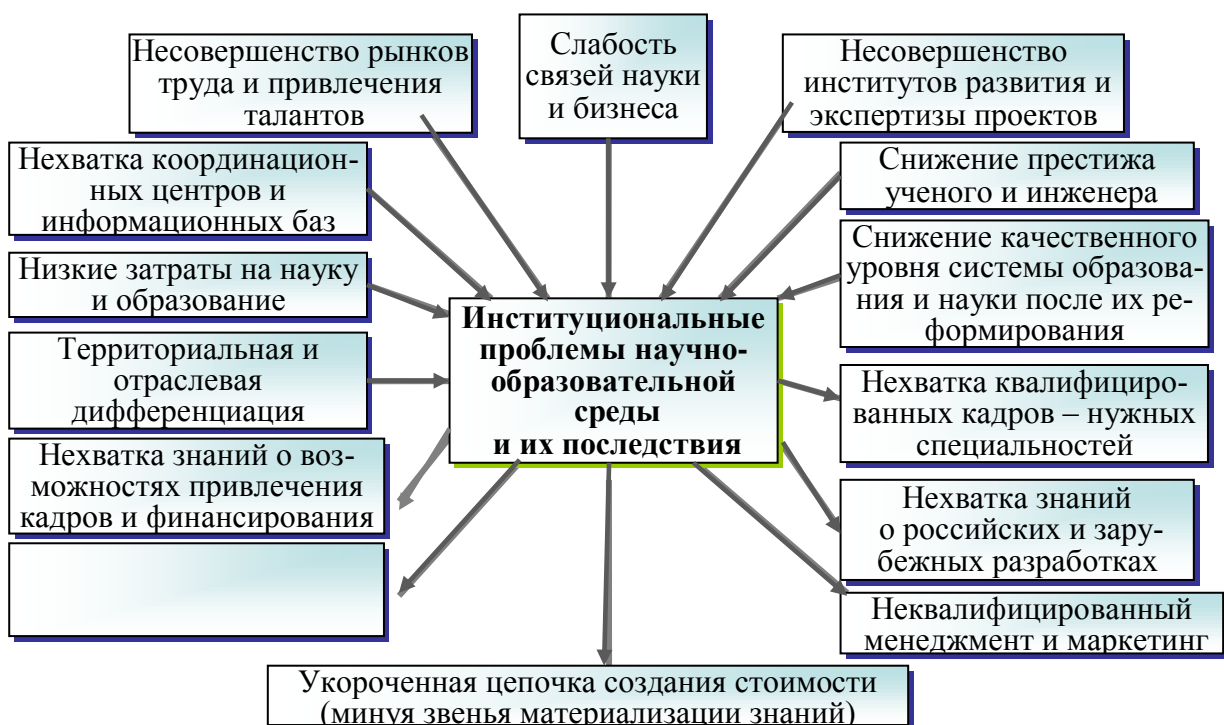 Несовершенство рынков
труда и привлечения
талантов
Слабость
связей науки
и бизнеса
Несовершенство
институтов развития и
экспертизы проектов
Нехватка координацион-
ных центров и
информационных баз
Снижение престижа
ученого и инженера
Низкие затраты на науку
и образование
Снижение качественного
уровня системы образова-
ния и науки после их ре-
формирования
Институциональные
проблемы научно-
образовательной
среды
и их последствия
Территориальная и
отраслевая
дифференциация
Нехватка квалифициро-
ванных кадров – нужных
специальностей
Нехватка знаний о воз-
можностях привлечения
кадров и финансирования
Нехватка знаний
о российских и зару-
бежных разработках
Неквалифицированный
менеджмент и маркетинг
Укороченная цепочка создания стоимости
(минуя звенья материализации знаний)